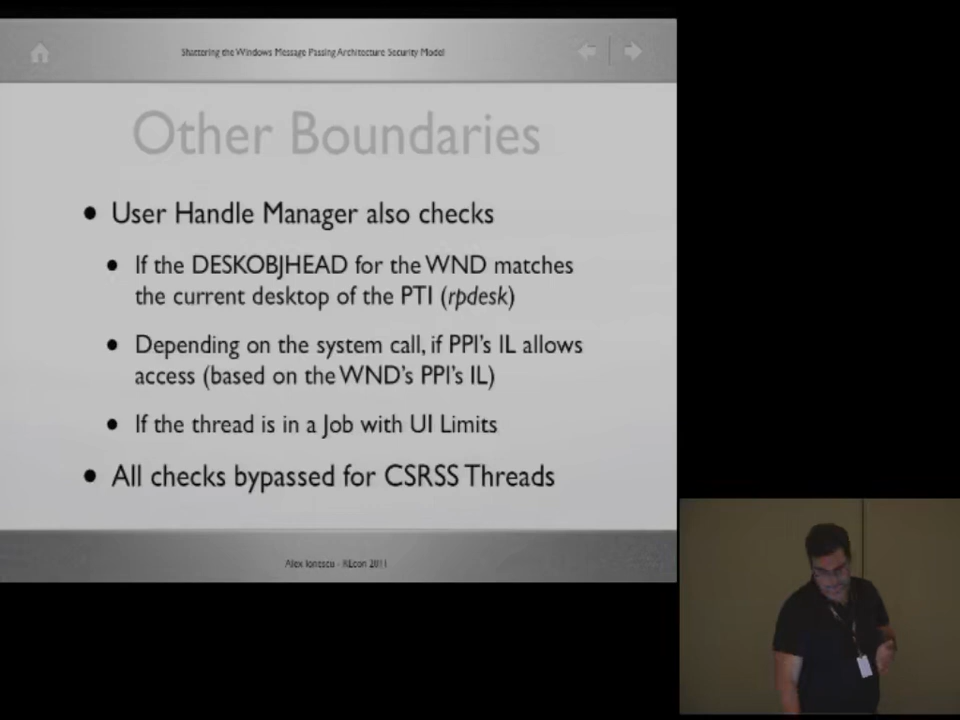 Shattering the Windows Message Passing Architecture Security Model
Other Boundaries
• User Handle Manager also checks
• If the DESKOBJHEAD for the WND matches
the current desktop of the PTI (rpdesk)
• Depending on the system call, if PPI's IL allows
access (based on the WND's PPI's IL)
• If the thread is in a Job with UI Limits
• All checks bypassed for CSRSS Threads
Alex Ionescu - REcon 2011